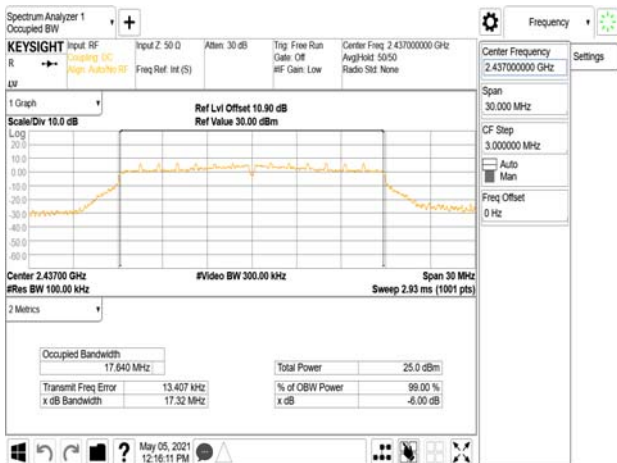 Spectrum Analyzer 1
Occupied BW
Frequency
KEYSIGHT
R
Input: RF
Coupling: DC
Align: Auto/No RF
Input Z: 50 Ω
Freq Ref: Int (S)
Atten: 30 dB
Trig: Free Run
Gate: Off
#IF Gain: Low
Center Freq: 2.437000000 GHz
Avg|Hold: 50/50
Radio Std: None
Center Frequency
2.437000000 GHz
Settings
Span
30.000 MHz
CF Step
3.000000 MHz
Auto
Man
Freq Offset
0 Hz
1 Graph
Scale/Div 10.0 dB
Ref Lvl Offset 10.90 dB
Ref Value 30.00 dBm
Log
20.0
10.0
0.00
-10.0
-20.0
-30.0
-40.0
-50.0
-60.0
Center 2.43700 GHz
#Res BW 100.00 kHz
#Video BW 300.00 kHz
Span 30 MHz
Sweep 2.93 ms (1001 pts)
2 Metrics
Occupied Bandwidth
17.640 MHz
Total Power 25.0 dBm
Transmit Freq Error 13.407 kHz
% of OBW Power 99.00 %
x dB Bandwidth 17.32 MHz
x dB -6.00 dB
?
May 05, 2021
12:16:11 PM